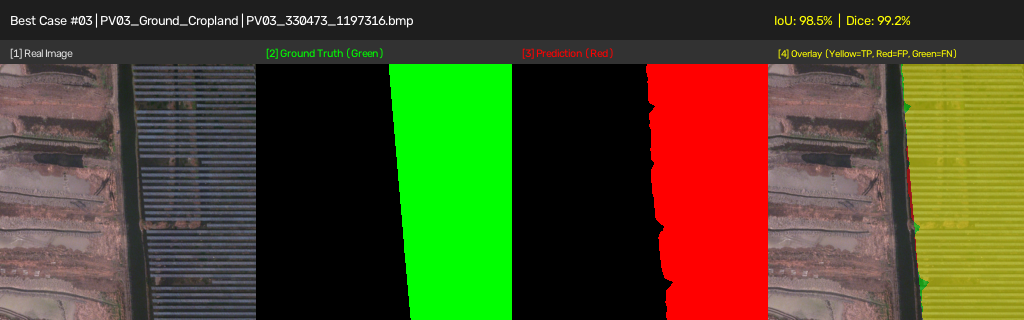 Best Case #03 | PV03_Ground_Cropland | PV03_330473_1197316.bmp
IoU: 98.5% | Dice: 99.2%
[1] Real Image
[2] Ground Truth (Green)
[3] Prediction (Red)
[4] Overlay (Yellow=TP, Red=FP, Green=FN)